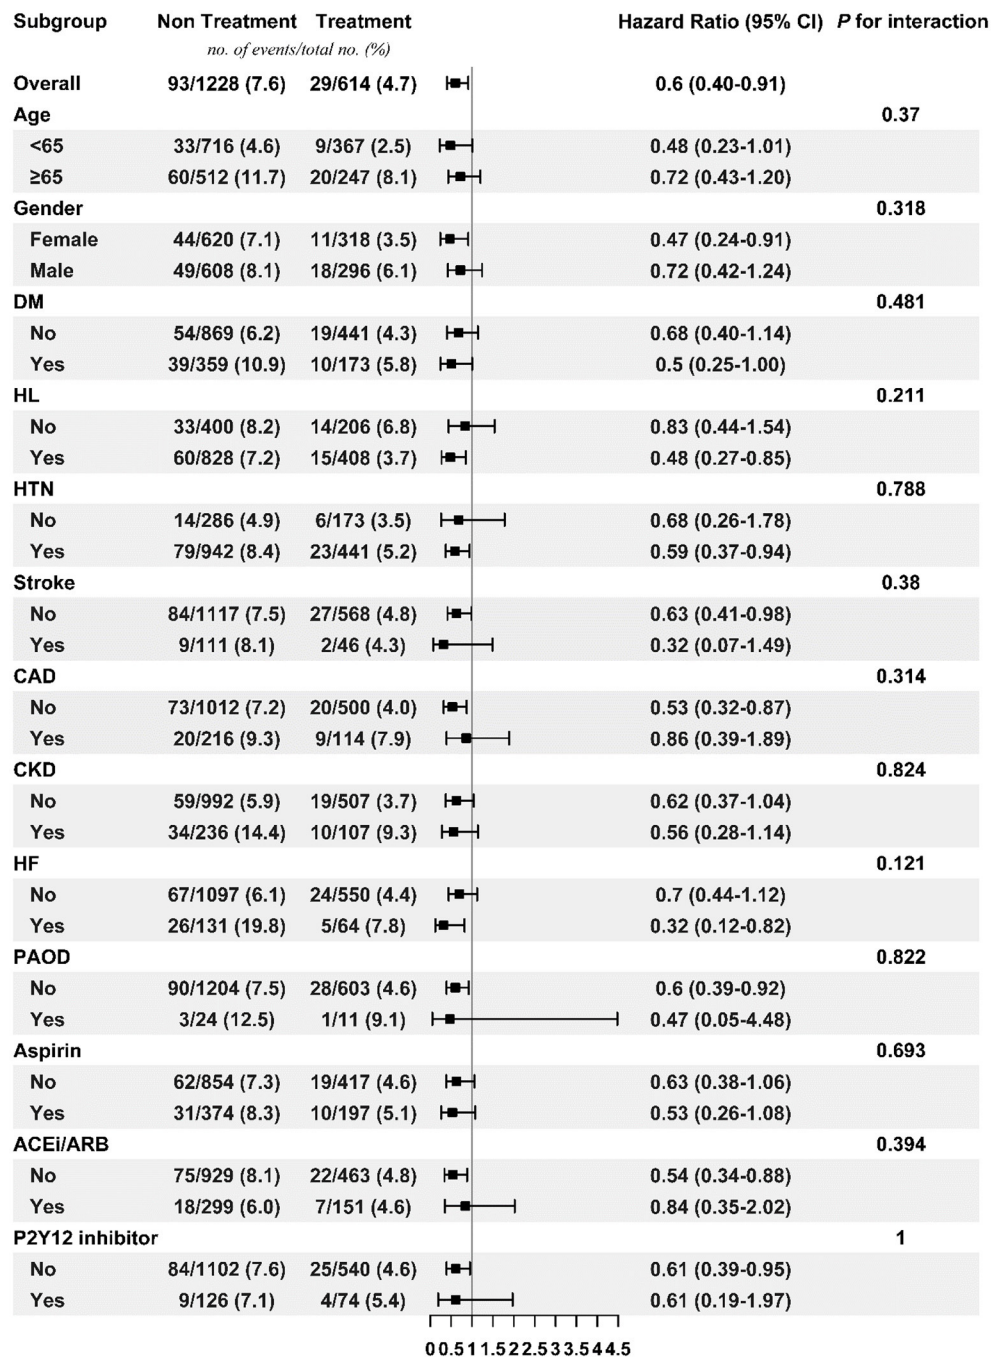 Subgroup Non Treatment Treatment Hazard Ratio (95% CI) P for interaction
no. of events/total no. (%)
Overall 93/1228 (7.6) 29/614 (4.7) 0.6 (0.40-0.91)
Age 0.37
<65 33/716 (4.6) 9/367 (2.5) 0.48 (0.23-1.01)
≥65 60/512 (11.7) 20/247 (8.1) 0.72 (0.43-1.20)
Gender 0.318
Female 44/620 (7.1) 11/318 (3.5) 0.47 (0.24-0.91)
Male 49/608 (8.1) 18/296 (6.1) 0.72 (0.42-1.24)
DM 0.481
No 54/869 (6.2) 19/441 (4.3) 0.68 (0.40-1.14)
Yes 39/359 (10.9) 10/173 (5.8) 0.5 (0.25-1.00)
HL 0.211
No 33/400 (8.2) 14/206 (6.8) 0.83 (0.44-1.54)
Yes 60/828 (7.2) 15/408 (3.7) 0.48 (0.27-0.85)
HTN 0.788
No 14/286 (4.9) 6/173 (3.5) 0.68 (0.26-1.78)
Yes 79/942 (8.4) 23/441 (5.2) 0.59 (0.37-0.94)
Stroke 0.38
No 84/1117 (7.5) 27/568 (4.8) 0.63 (0.41-0.98)
Yes 9/111 (8.1) 2/46 (4.3) 0.32 (0.07-1.49)
CAD 0.314
No 73/1012 (7.2) 20/500 (4.0) 0.53 (0.32-0.87)
Yes 20/216 (9.3) 9/114 (7.9) 0.86 (0.39-1.89)
CKD 0.824
No 59/992 (5.9) 19/507 (3.7) 0.62 (0.37-1.04)
Yes 34/236 (14.4) 10/107 (9.3) 0.56 (0.28-1.14)
HF 0.121
No 67/1097 (6.1) 24/550 (4.4) 0.7 (0.44-1.12)
Yes 26/131 (19.8) 5/64 (7.8) 0.32 (0.12-0.82)
PAOD 0.822
No 90/1204 (7.5) 28/603 (4.6) 0.6 (0.39-0.92)
Yes 3/24 (12.5) 1/11 (9.1) 0.47 (0.05-4.48)
Aspirin 0.693
No 62/854 (7.3) 19/417 (4.6) 0.63 (0.38-1.06)
Yes 31/374 (8.3) 10/197 (5.1) 0.53 (0.26-1.08)
ACEi/ARB 0.394
No 75/929 (8.1) 22/463 (4.8) 0.54 (0.34-0.88)
Yes 18/299 (6.0) 7/151 (4.6) 0.84 (0.35-2.02)
P2Y12 inhibitor 1
No 84/1102 (7.6) 25/540 (4.6) 0.61 (0.39-0.95)
Yes 9/126 (7.1) 4/74 (5.4) 0.61 (0.19-1.97)
0 0.5 1 1.5 2 2.5 3 3.5 4 4.5